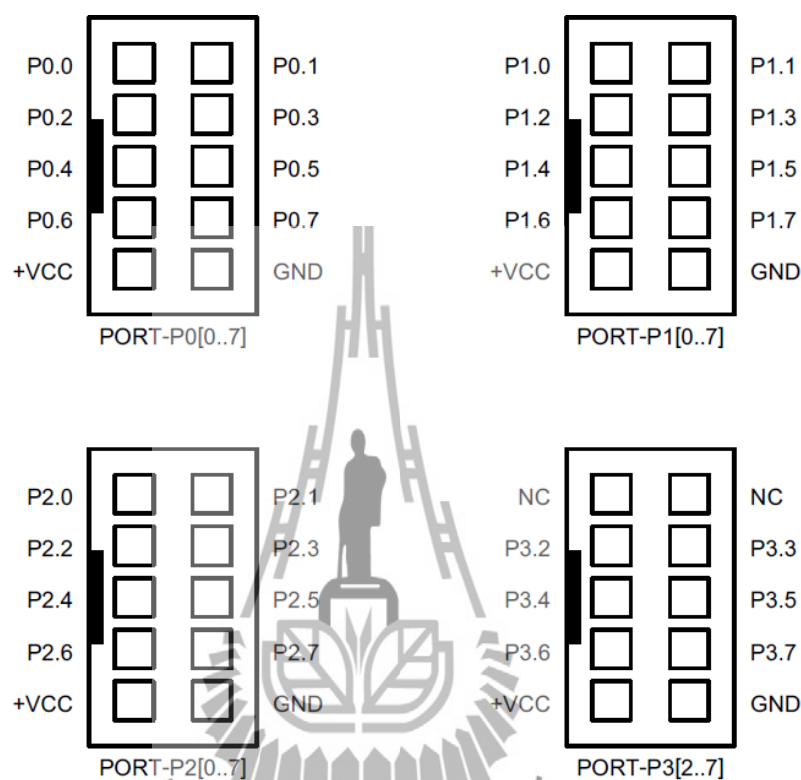 P0.0 P0.1 P1.0 P1.1
P0.2 P0.3 P1.2 P1.3
P0.4 P0.5 P1.4 P1.5
P0.6 P0.7 P1.6 P1.7
+VCC GND +VCC GND
PORT-P0[0..7] PORT-P1[0..7]
P2.0 P2.1 NC NC
P2.2 P2.3 P3.2 P3.3
P2.4 P2.5 P3.4 P3.5
P2.6 P2.7 P3.6 P3.7
+VCC GND +VCC GND
PORT-P2[0..7] PORT-P3[2..7]